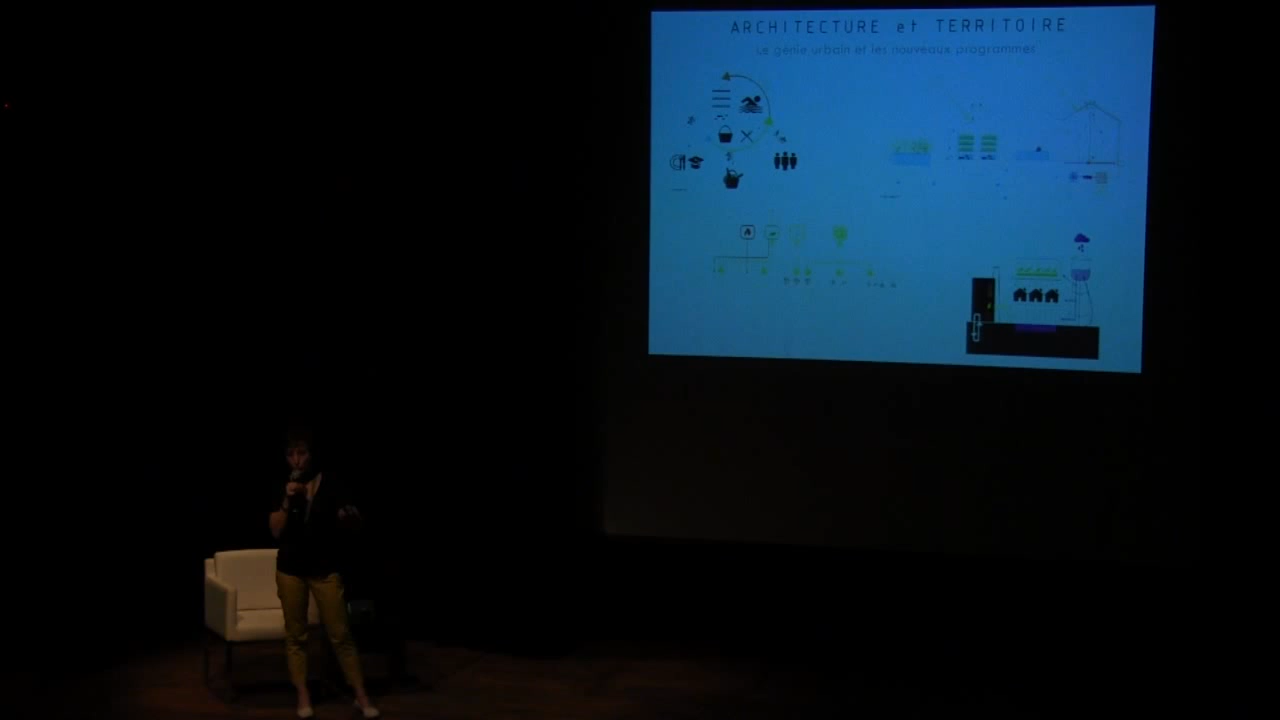 ARCHITECTURE et TERRITOIRE
Le génie urbain et les nouveaux programmes